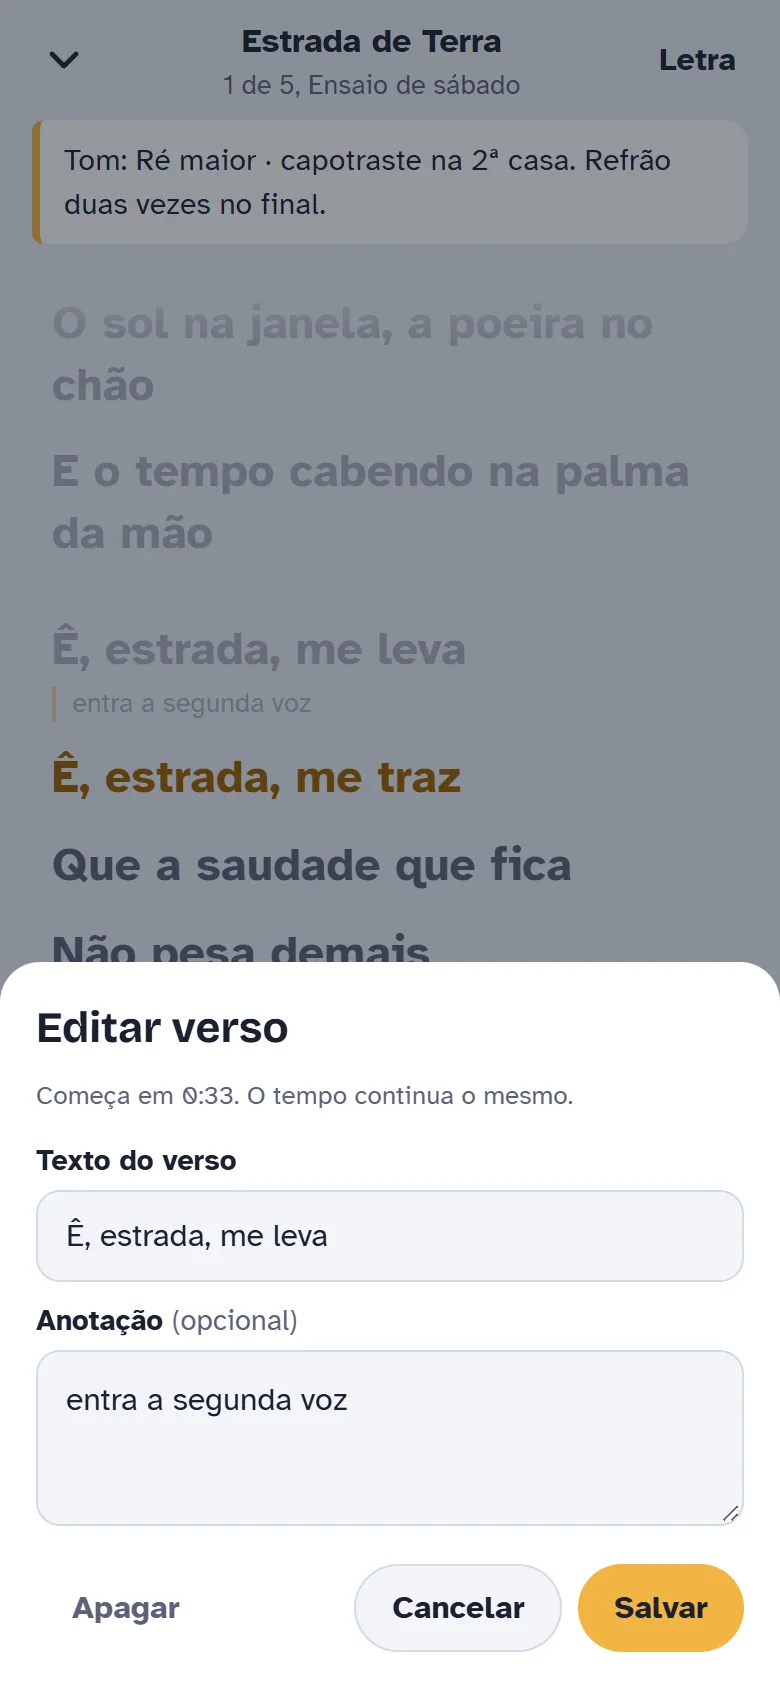 Estrada de Terra
1 de 5, Ensaio de sábado
Letra
Tom: Ré maior · capotraste na 2ª casa. Refrão
duas vezes no final.
O sol na janela, a poeira no
chão
E o tempo cabendo na palma
da mão
Ê, estrada, me leva
entra a segunda voz
Ê, estrada, me traz
Que a saudade que fica
Não pesa demais
Editar verso
Começa em 0:33. O tempo continua o mesmo.
Texto do verso
Ê, estrada, me leva
Anotação (opcional)
entra a segunda voz
Apagar
Cancelar
Salvar